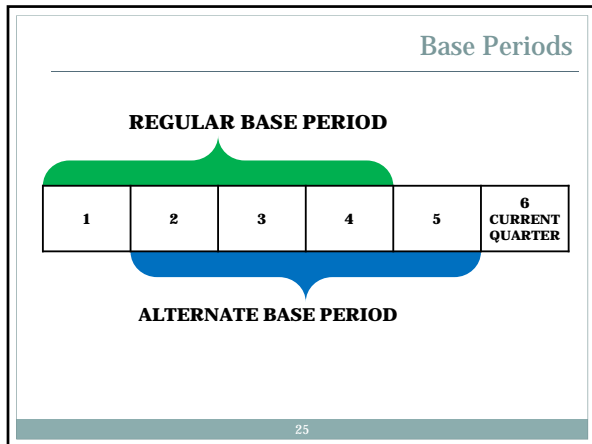 Base Periods
REGULAR BASE PERIOD
1 2 3 4 5 6
CURRENT
QUARTER
ALTERNATE BASE PERIOD
25